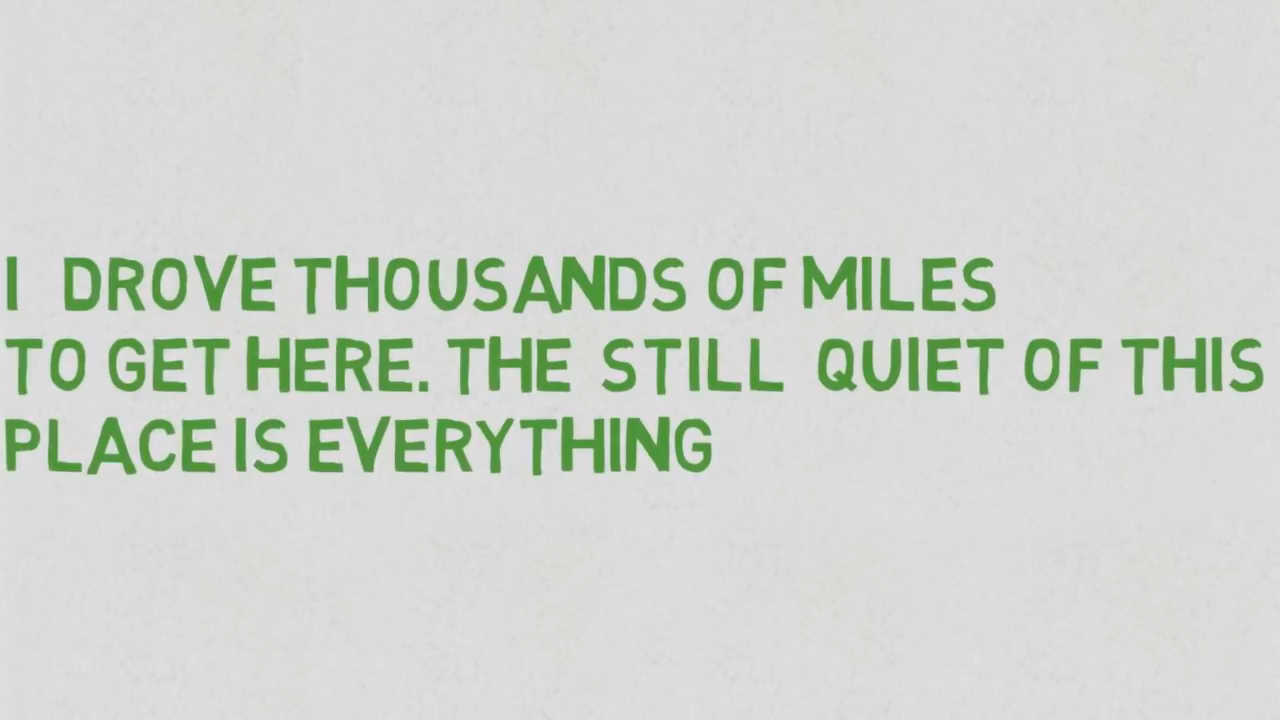 I DROVE THOUSANDS OF MILES
TO GET HERE. THE STILL QUIET OF THIS
PLACE IS EVERYTHING